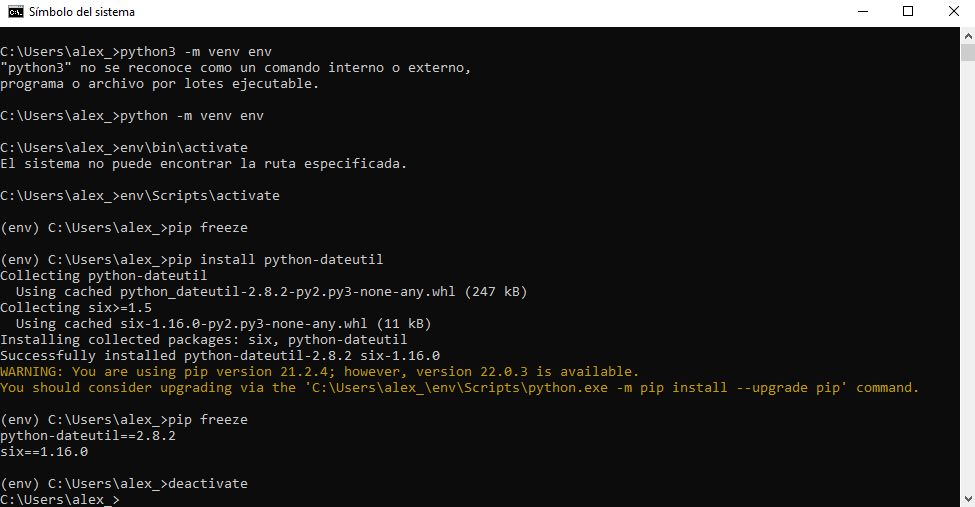 Símbolo del sistema
C:\Users\alex_>python3 -m venv env
"python3" no se reconoce como un comando interno o externo,
programa o archivo por lotes ejecutable.
C:\Users\alex_>python -m venv env
C:\Users\alex_>env\bin\activate
El sistema no puede encontrar la ruta especificada.
C:\Users\alex_>env\Scripts\activate
(env) C:\Users\alex_>pip freeze
(env) C:\Users\alex_>pip install python-dateutil
Collecting python-dateutil
  Using cached python_dateutil-2.8.2-py2.py3-none-any.whl (247 kB)
Collecting six>=1.5
  Using cached six-1.16.0-py2.py3-none-any.whl (11 kB)
Installing collected packages: six, python-dateutil
Successfully installed python-dateutil-2.8.2 six-1.16.0
WARNING: You are using pip version 21.2.4; however, version 22.0.3 is available.
You should consider upgrading via the 'C:\Users\alex_\env\Scripts\python.exe -m pip install --upgrade pip' command.
(env) C:\Users\alex_>pip freeze
python-dateutil==2.8.2
six==1.16.0
(env) C:\Users\alex_>deactivate
C:\Users\alex_>